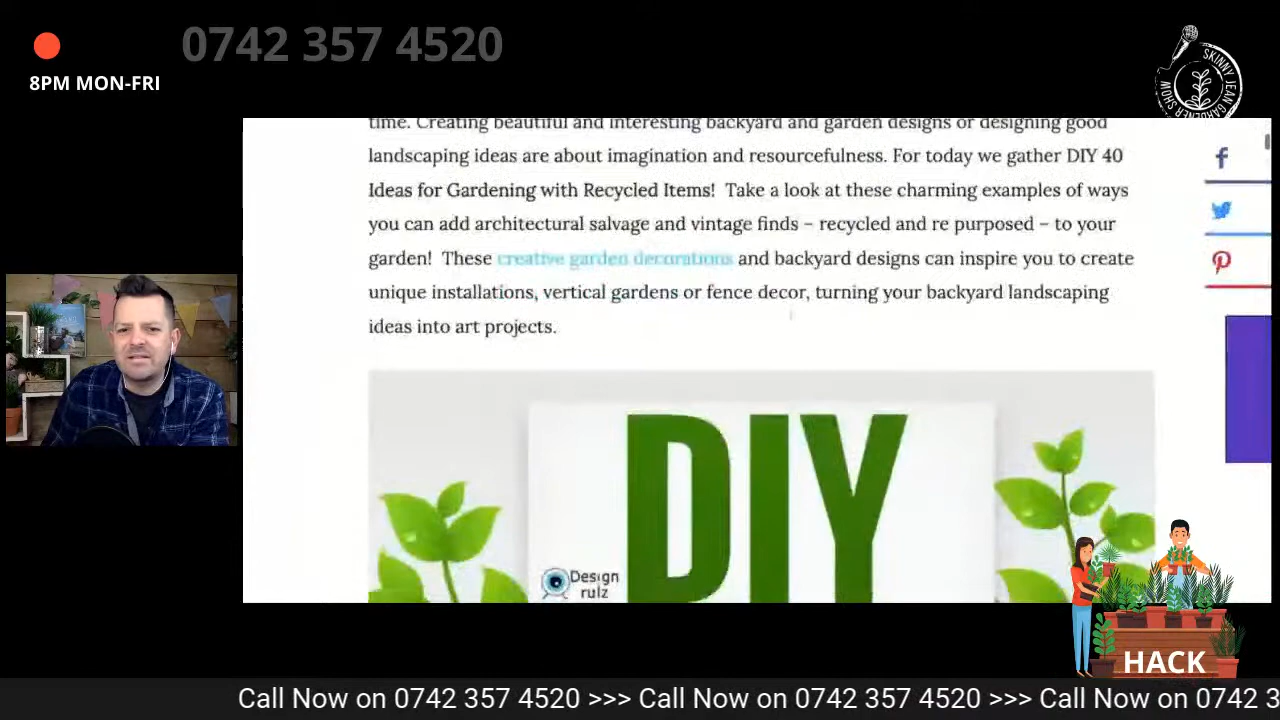 0742 357 4520
8PM MON-FRI
SKINNY JEAN GARDENER SHOW
time. Creating beautiful and interesting backyard and garden designs or designing good
landscaping ideas are about imagination and resourcefulness. For today we gather DIY 40
Ideas for Gardening with Recycled Items! Take a look at these charming examples of ways
you can add architectural salvage and vintage finds – recycled and re purposed – to your
garden! These creative garden decorations and backyard designs can inspire you to create
unique installations, vertical gardens or fence decor, turning your backyard landscaping
ideas into art projects.
DIY
Design
rulz
HACK
Call Now on 0742 357 4520 >>> Call Now on 0742 357 4520 >>> Call Now on 0742 3